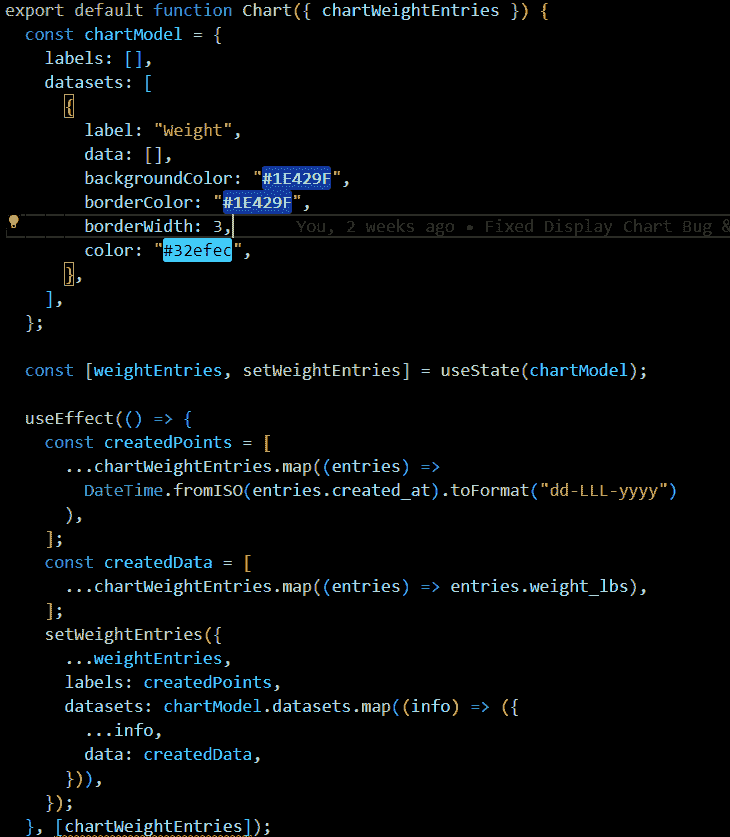 export default function Chart({ chartWeightEntries }) {
  const chartModel = {
    labels: [],
    datasets: [
      {
        label: "Weight",
        data: [],
        backgroundColor: "#1E429F",
        borderColor: "#1E429F",
        borderWidth: 3,      You, 2 weeks ago • Fixed Display Chart Bug &
        color: "#32efec",
      },
    ],
  };

  const [weightEntries, setWeightEntries] = useState(chartModel);

  useEffect(() => {
    const createdPoints = [
      ...chartWeightEntries.map((entries) =>
        DateTime.fromISO(entries.created_at).toFormat("dd-LLL-yyyy")
      ),
    ];
    const createdData = [
      ...chartWeightEntries.map((entries) => entries.weight_lbs),
    ];
    setWeightEntries({
      ...weightEntries,
      labels: createdPoints,
      datasets: chartModel.datasets.map((info) => ({
        ...info,
        data: createdData,
      })),
    });
  }, [chartWeightEntries]);